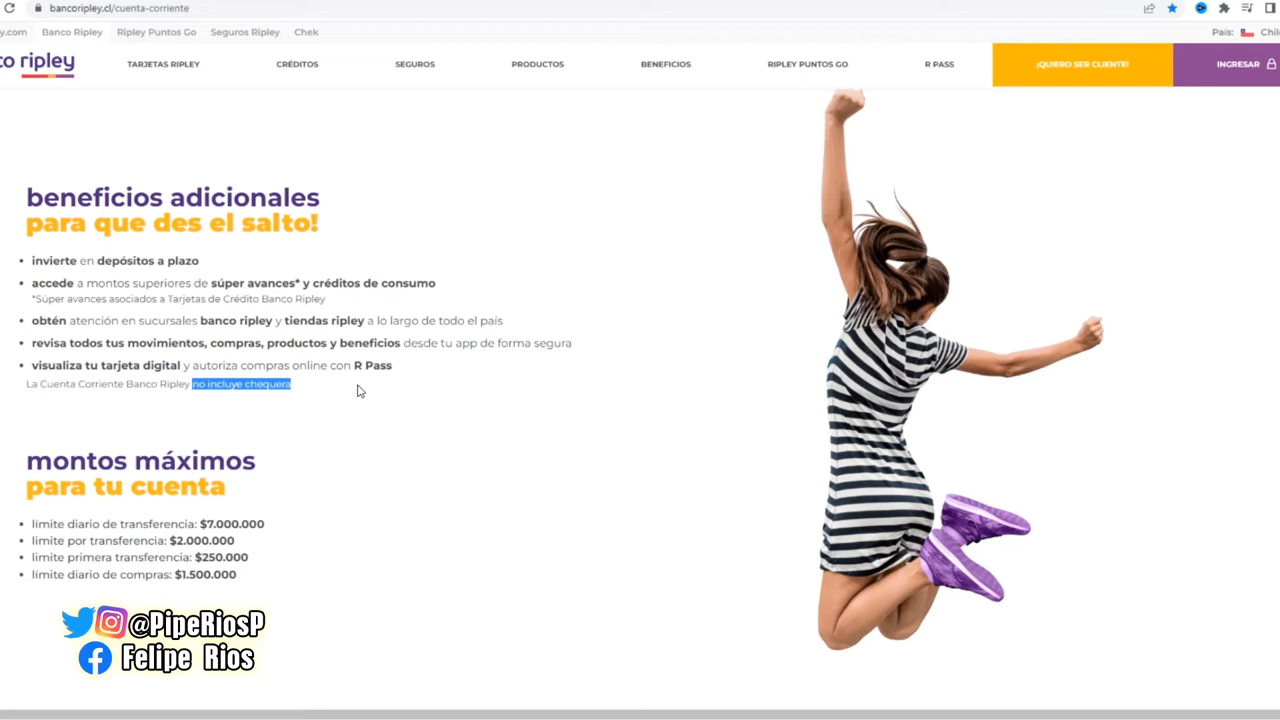 bancoripley.cl/cuenta-corriente
Banco Ripley
Ripley Puntos Go
Seguros Ripley
Chek
País:
ripley
TARJETAS RIPLEY
CRÉDITOS
SEGUROS
PRODUCTOS
BENEFICIOS
RIPLEY PUNTOS GO
R PASS
¡QUIERO SER CLIENTE!
INGRESAR
beneficios adicionales
para que des el salto!
• invierte en depósitos a plazo
• accede a montos superiores de súper avances* y créditos de consumo
*Súper avances asociados a Tarjetas de Crédito Banco Ripley
• obtén atención en sucursales banco ripley y tiendas ripley a lo largo de todo el país
• revisa todos tus movimientos, compras, productos y beneficios desde tu app de forma segura
• visualiza tu tarjeta digital y autoriza compras online con R Pass
La Cuenta Corriente Banco Ripley no incluye chequera
montos máximos
para tu cuenta
• límite diario de transferencia: $7.000.000
• límite por transferencia: $2.000.000
• límite primera transferencia: $250.000
• límite diario de compras: $1.500.000
@PipeRiosP
Felipe Rios